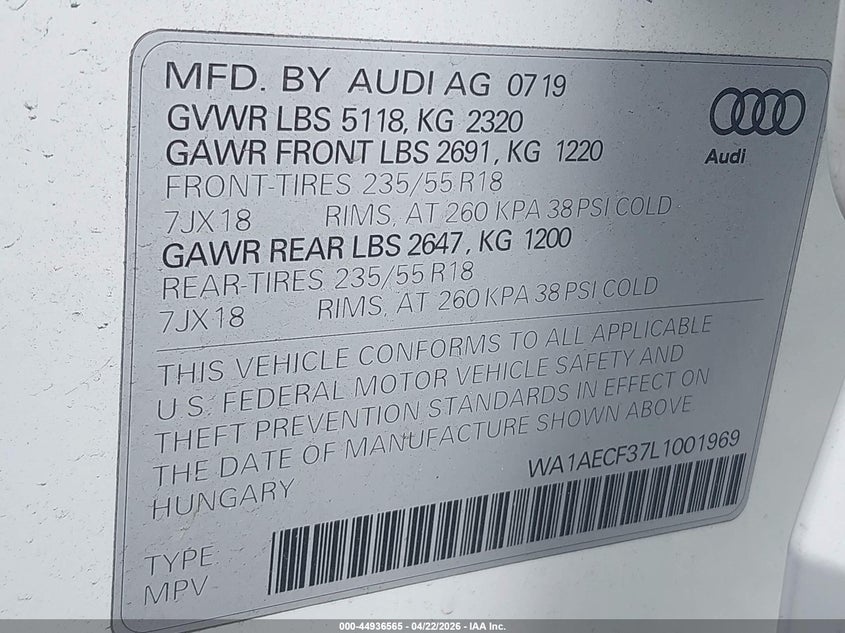 MFD. BY AUDI AG 0719
GVWR LBS 5118, KG 2320
GAWR FRONT LBS 2691, KG 1220
FRONT-TIRES 235/55 R18
7JX18 RIMS, AT 260 KPA 38 PSI COLD
GAWR REAR LBS 2647, KG 1200
REAR-TIRES 235/55 R18
7JX18 RIMS, AT 260 KPA 38 PSI COLD
Audi
THIS VEHICLE CONFORMS TO ALL APPLICABLE
U.S. FEDERAL MOTOR VEHICLE SAFETY AND
THEFT PREVENTION STANDARDS IN EFFECT ON
THE DATE OF MANUFACTURE SHOWN ABOVE.
HUNGARY WA1AECF37L1001969
TYPE
MPV
000-44936565 - 04/22/2026 - IAA Inc.